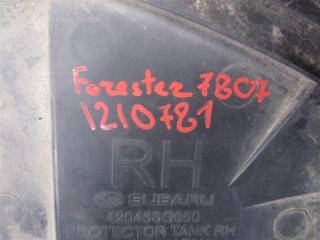 Forester 7807
1210781
RH
SUBARU
42045SG050
PROTECTOR TANK RH